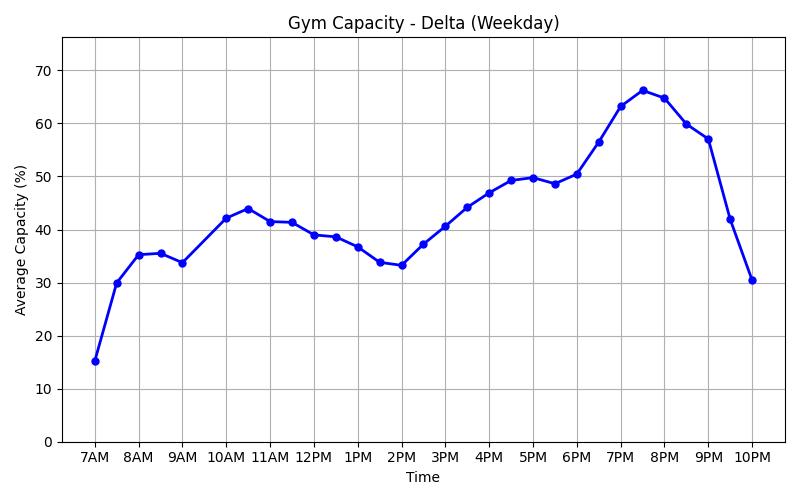 Gym Capacity - Delta (Weekday)
Average Capacity (%)
70
60
50
40
30
20
10
0
7AM 8AM 9AM 10AM 11AM 12PM 1PM 2PM 3PM 4PM 5PM 6PM 7PM 8PM 9PM 10PM
Time